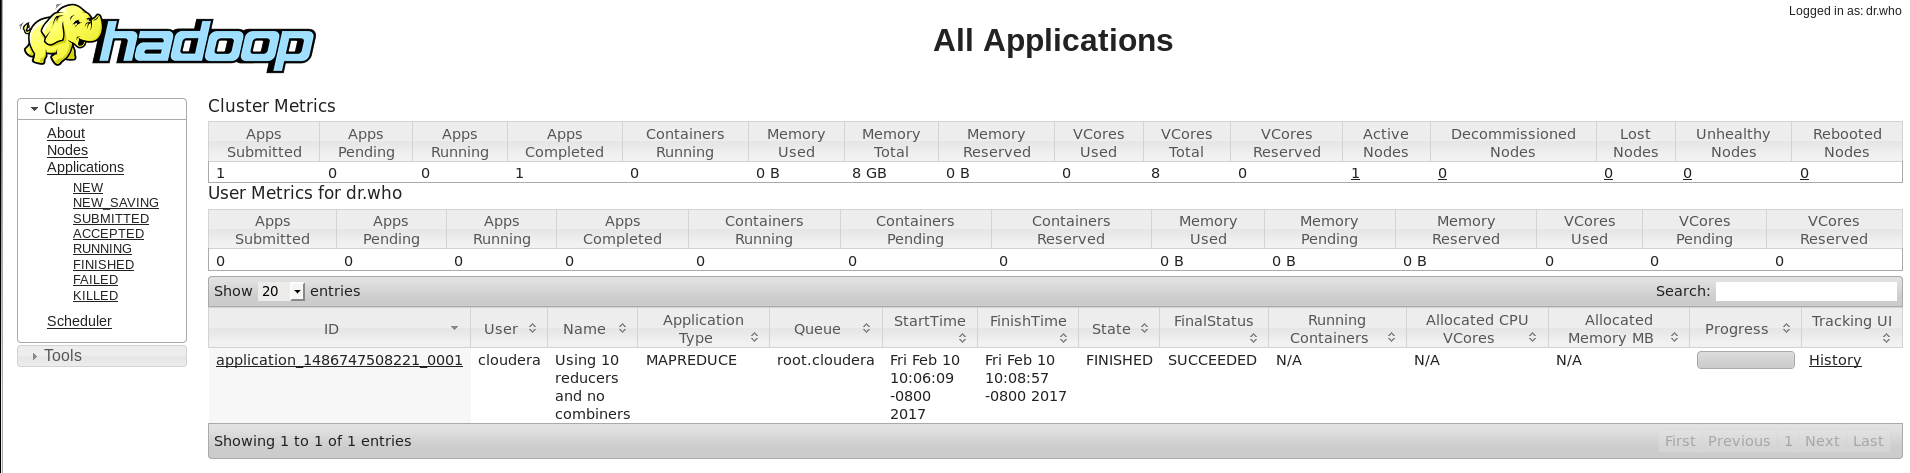 Logged in as: dr.who
hadoop
All Applications
Cluster
About
Nodes
Applications
NEW
NEW_SAVING
SUBMITTED
ACCEPTED
RUNNING
FINISHED
FAILED
KILLED
Scheduler
Tools
Cluster Metrics
Apps Submitted Apps Pending Apps Running Apps Completed Containers Running Memory Used Memory Total Memory Reserved VCores Used VCores Total VCores Reserved Active Nodes Decommissioned Nodes Lost Nodes Unhealthy Nodes Rebooted Nodes
1 0 0 1 0 0 B 8 GB 0 B 0 8 0 1 0 0 0 0
User Metrics for dr.who
Apps Submitted Apps Pending Apps Running Apps Completed Containers Running Containers Pending Containers Reserved Memory Used Memory Pending Memory Reserved VCores Used VCores Pending VCores Reserved
0 0 0 0 0 0 0 0 B 0 B 0 B 0 0 0
Show 20 entries Search:
ID User Name Application Type Queue StartTime FinishTime State FinalStatus Running Containers Allocated CPU VCores Allocated Memory MB Progress Tracking UI
application_1486747508221_0001 cloudera Using 10 reducers and no combiners MAPREDUCE root.cloudera Fri Feb 10 10:06:09 -0800 2017 Fri Feb 10 10:08:57 -0800 2017 FINISHED SUCCEEDED N/A N/A N/A History
Showing 1 to 1 of 1 entries First Previous 1 Next Last